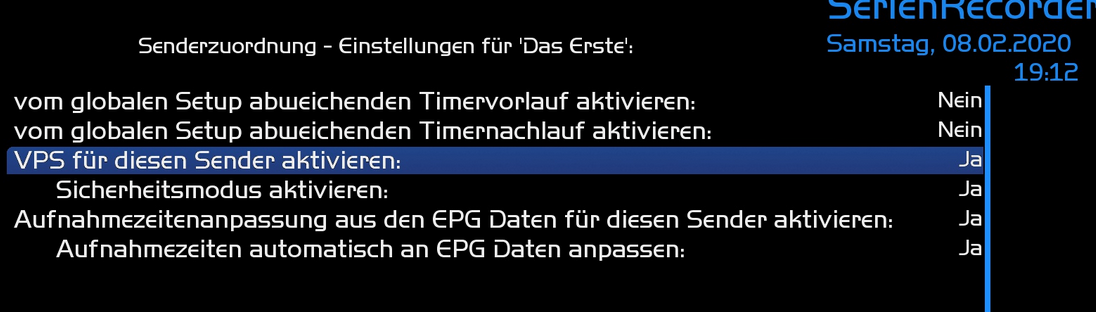 SerienRecorder
Senderzuordnung - Einstellungen für 'Das Erste':
Samstag, 08.02.2020
19:12
vom globalen Setup abweichenden Timervorlauf aktivieren: Nein
vom globalen Setup abweichenden Timernachlauf aktivieren: Nein
VPS für diesen Sender aktivieren: Ja
Sicherheitsmodus aktivieren: Ja
Aufnahmezeitenanpassung aus den EPG Daten für diesen Sender aktivieren: Ja
Aufnahmezeiten automatisch an EPG Daten anpassen: Ja